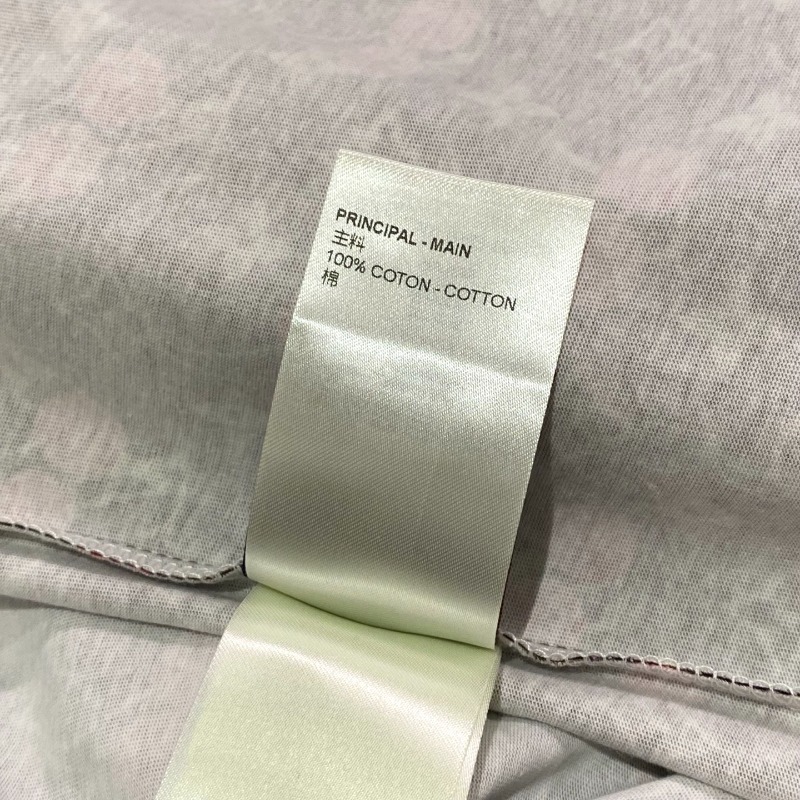 PRINCIPAL - MAIN
主料
100% COTON - COTTON
棉